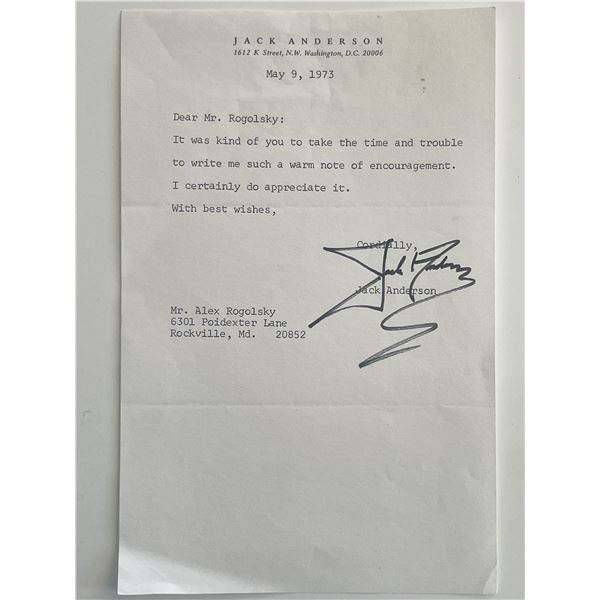 JACK ANDERSON
1612 K Street, N.W. Washington, D.C. 20006
May 9, 1973
Dear Mr. Rogolsky:
It was kind of you to take the time and trouble
to write me such a warm note of encouragement.
I certainly do appreciate it.
With best wishes,
Cordially,
Jack Anderson
Jack Anderson
Mr. Alex Rogolsky
6301 Poidexter Lane
Rockville, Md. 20852